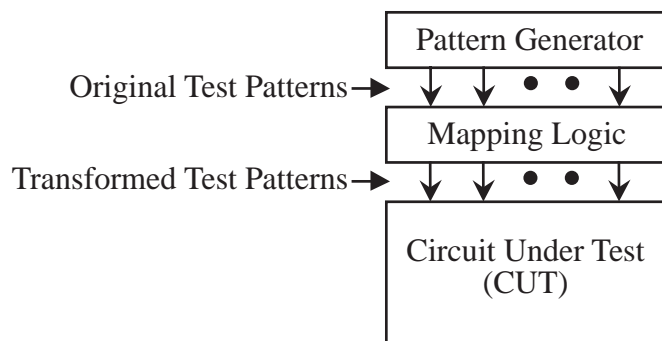 Pattern Generator
Original Test Patterns
Mapping Logic
Transformed Test Patterns
Circuit Under Test
(CUT)